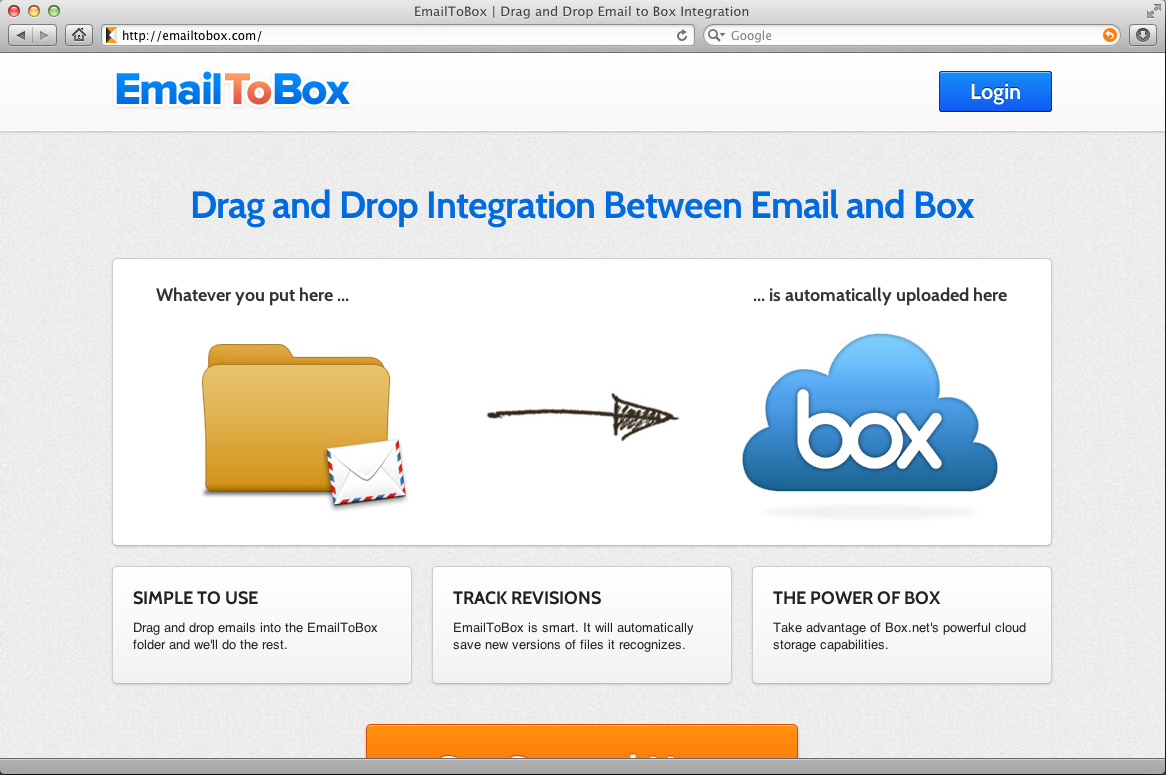 EmailToBox | Drag and Drop Email to Box Integration
http://emailtobox.com/
Google
EmailToBox
Login
Drag and Drop Integration Between Email and Box
Whatever you put here ...
... is automatically uploaded here
box
SIMPLE TO USE
Drag and drop emails into the EmailToBox
folder and we'll do the rest.
TRACK REVISIONS
EmailToBox is smart. It will automatically
save new versions of files it recognizes.
THE POWER OF BOX
Take advantage of Box.net's powerful cloud
storage capabilities.